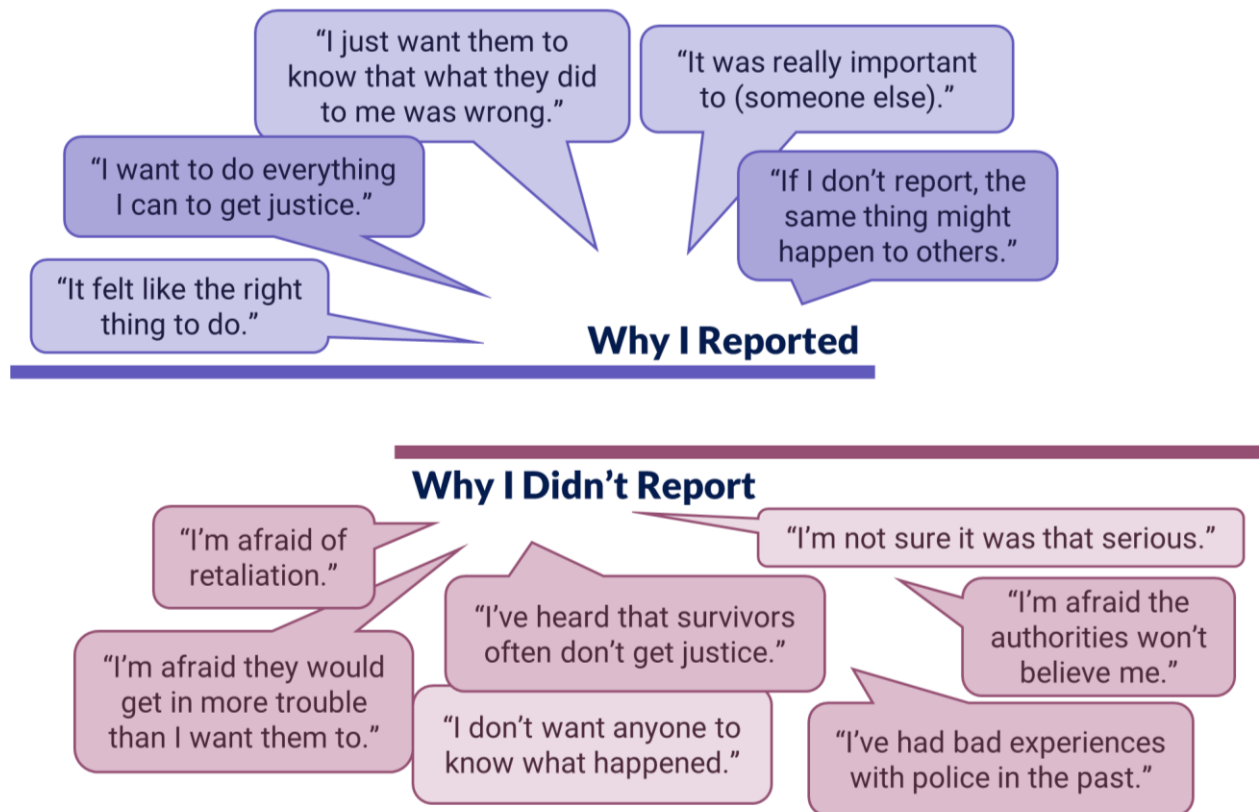 “I just want them to
know that what they did
to me was wrong.”
“It was really important
to (someone else).”
“I want to do everything
I can to get justice.”
“If I don’t report, the
same thing might
happen to others.”
“It felt like the right
thing to do.”
Why I Reported
Why I Didn’t Report
“I’m afraid of
retaliation.”
“I’m not sure it was that serious.”
“I’ve heard that survivors
often don’t get justice.”
“I’m afraid the
authorities won’t
believe me.”
“I’m afraid they would
get in more trouble
than I want them to.”
“I don’t want anyone to
know what happened.”
“I’ve had bad experiences
with police in the past.”